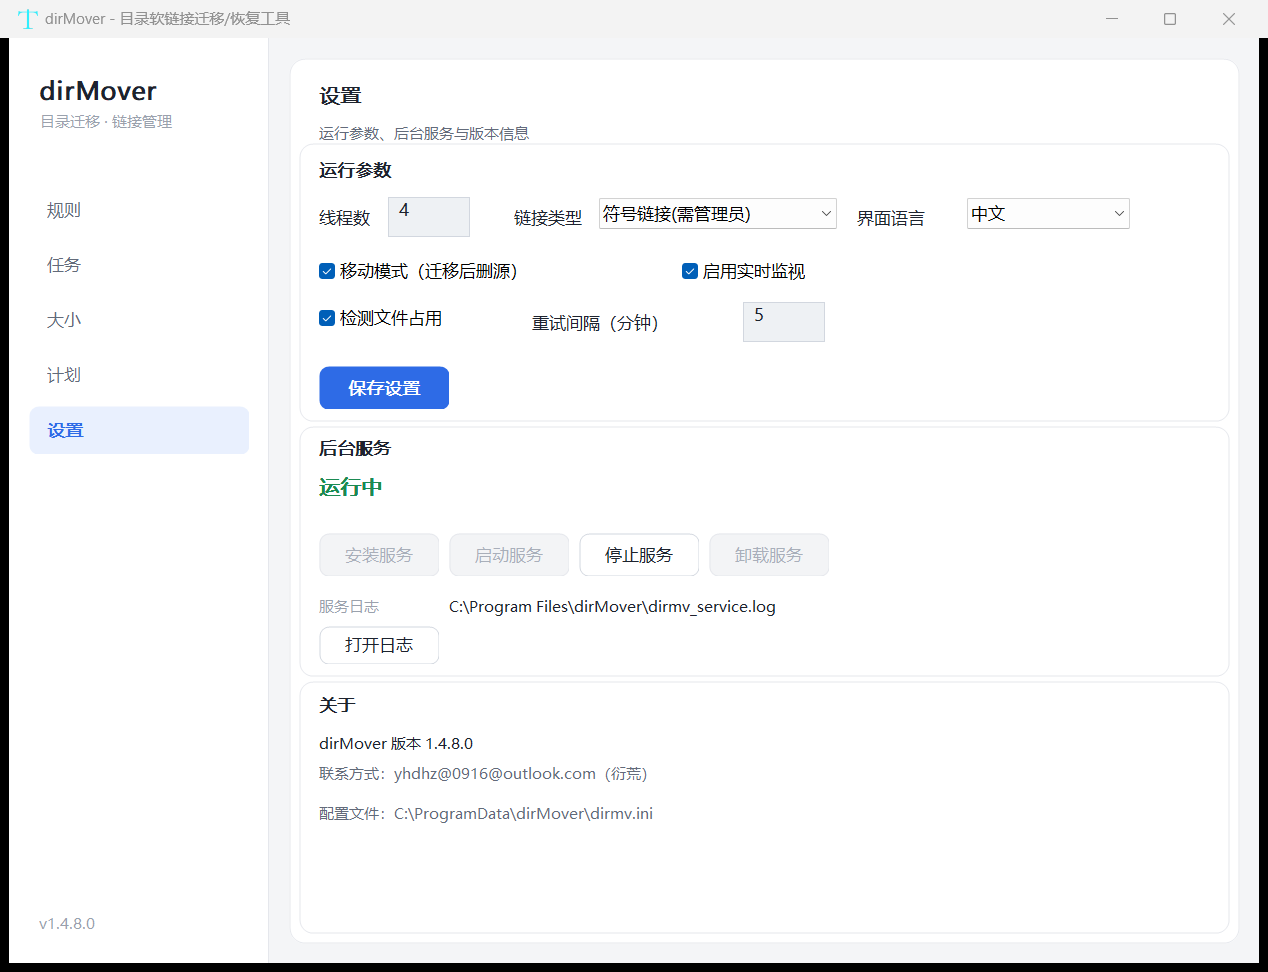 dirMover - 目录软链接迁移/恢复工具
dirMover
目录迁移 · 链接管理
规则
任务
大小
计划
设置
v1.4.8.0
设置
运行参数、后台服务与版本信息
运行参数
线程数 4 链接类型 符号链接(需管理员) 界面语言 中文
移动模式（迁移后删源） 启用实时监视
检测文件占用 重试间隔（分钟） 5
保存设置
后台服务
运行中
安装服务 启动服务 停止服务 卸载服务
服务日志 C:\Program Files\dirMover\dirmv_service.log
打开日志
关于
dirMover 版本 1.4.8.0
联系方式：yhdhz@0916@outlook.com（衍荒）
配置文件：C:\ProgramData\dirMover\dirmv.ini